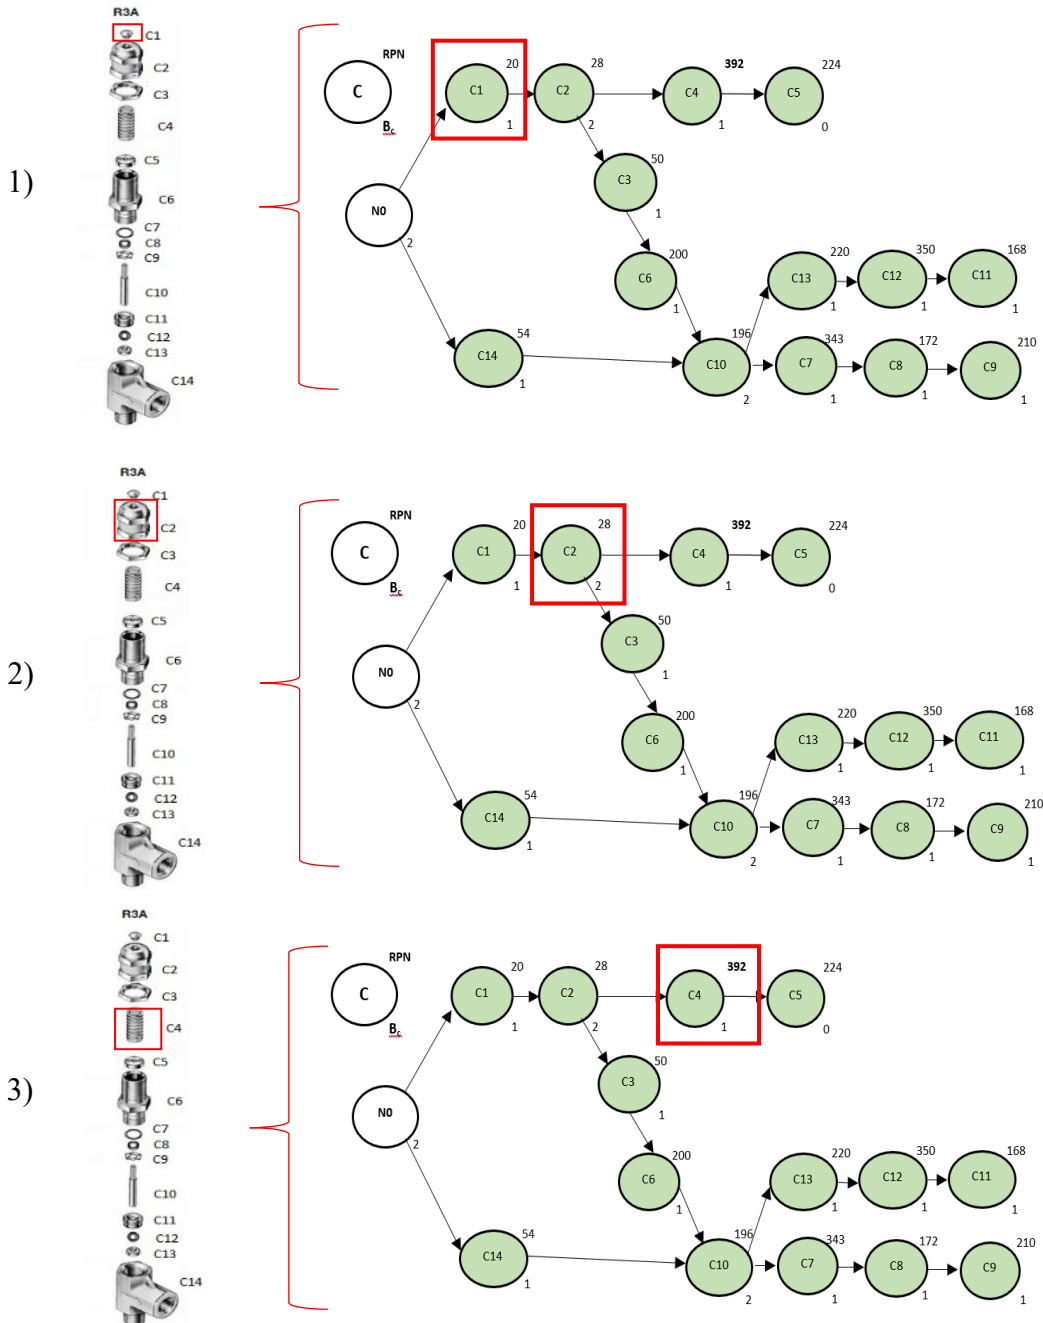 1)
R3A
C1
C2
C3
C4
C5
C6
C7
C8
C9
C10
C11
C12
C13
C14
RPN
C
Bc
20
C1
1
28
C2
2
392
C4
1
224
C5
0
50
C3
1
N0
2
200
C6
1
220
C13
1
350
C12
1
168
C11
1
54
C14
1
196
C10
2
343
C7
1
172
C8
1
210
C9
1
2)
R3A
C1
C2
C3
C4
C5
C6
C7
C8
C9
C10
C11
C12
C13
C14
RPN
C
Bc
20
C1
1
28
C2
2
392
C4
1
224
C5
0
50
C3
1
N0
2
200
C6
1
220
C13
1
350
C12
1
168
C11
1
54
C14
1
196
C10
2
343
C7
1
172
C8
1
210
C9
1
3)
R3A
C1
C2
C3
C4
C5
C6
C7
C8
C9
C10
C11
C12
C13
C14
RPN
C
Bc
20
C1
1
28
C2
2
392
C4
1
224
C5
0
50
C3
1
N0
2
200
C6
1
220
C13
1
350
C12
1
168
C11
1
54
C14
1
196
C10
2
343
C7
1
172
C8
1
210
C9
1